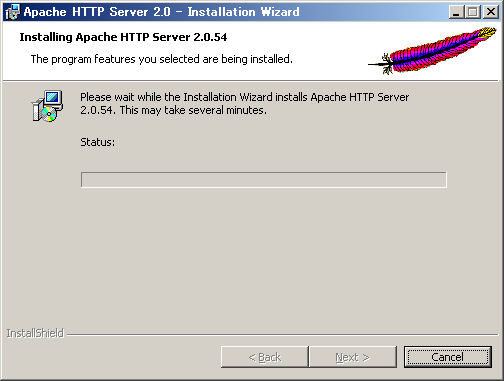 Apache HTTP Server 2.0 - Installation Wizard
Installing Apache HTTP Server 2.0.54
The program features you selected are being installed.
Please wait while the Installation Wizard installs Apache HTTP Server
2.0.54. This may take several minutes.
Status:
InstallShield
< Back
Next >
Cancel